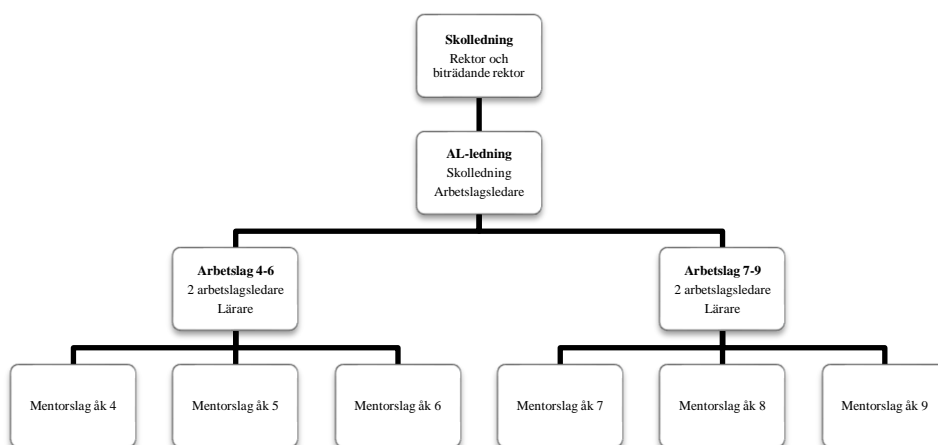 Skolledning
Rektor och
biträdande rektor
AL-ledning
Skolledning
Arbetslagsledare
Arbetslag 4-6
2 arbetslagsledare
Lärare
Arbetslag 7-9
2 arbetslagsledare
Lärare
Mentorslag åk 4
Mentorslag åk 5
Mentorslag åk 6
Mentorslag åk 7
Mentorslag åk 8
Mentorslag åk 9